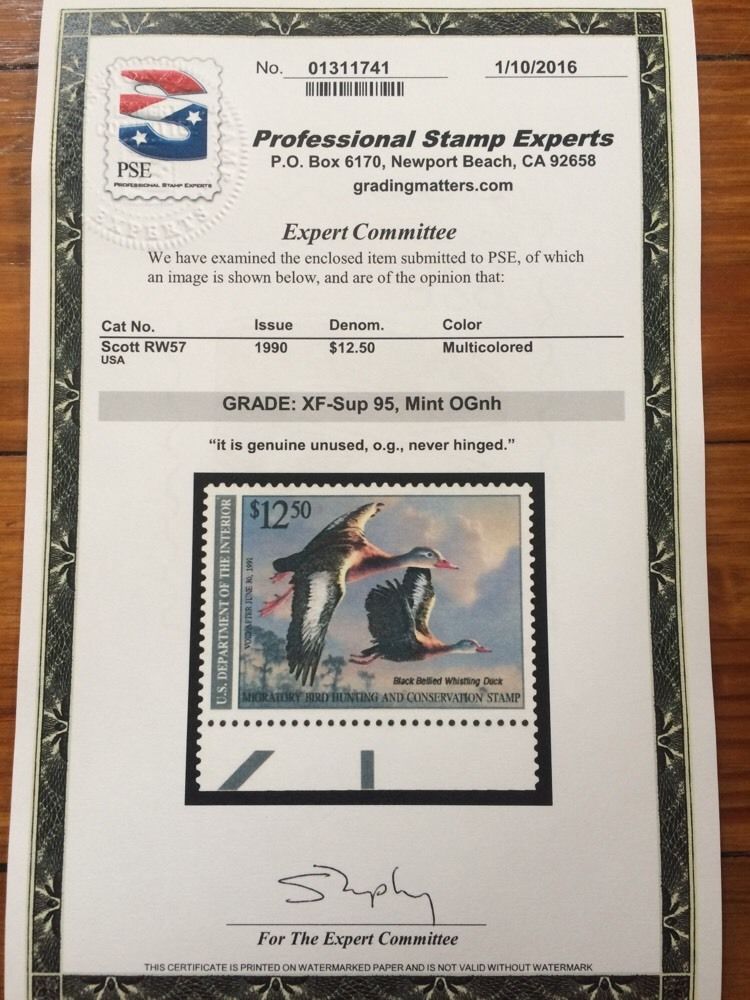 No. 01311741 1/10/2016
PSE
PROFESSIONAL STAMP EXPERTS
Professional Stamp Experts
P.O. Box 6170, Newport Beach, CA 92658
gradingmatters.com
EXPERTS
Expert Committee
We have examined the enclosed item submitted to PSE, of which
an image is shown below, and are of the opinion that:
Cat No. Issue Denom. Color
Scott RW57 1990 $12.50 Multicolored
USA
GRADE: XF-Sup 95, Mint OGnh
“it is genuine unused, o.g., never hinged.”
$12.50
U.S. DEPARTMENT OF THE INTERIOR
VOID AFTER JUNE 30, 1991
Black Bellied Whistling Duck
MIGRATORY BIRD HUNTING AND CONSERVATION STAMP
For The Expert Committee
THIS CERTIFICATE IS PRINTED ON WATERMARKED PAPER AND IS NOT VALID WITHOUT WATERMARK